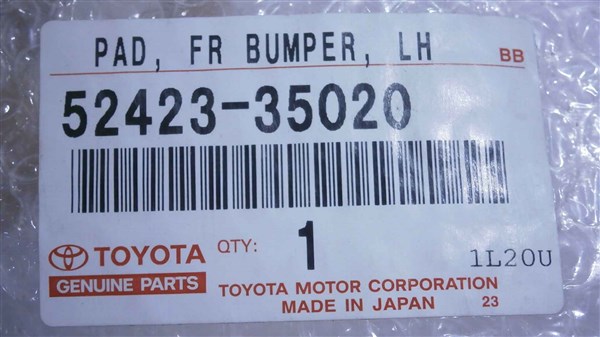 PAD, FR BUMPER, LH BB
52423-35020
TOYOTA QTY: 1 1L20U
GENUINE PARTS
TOYOTA MOTOR CORPORATION
MADE IN JAPAN 23